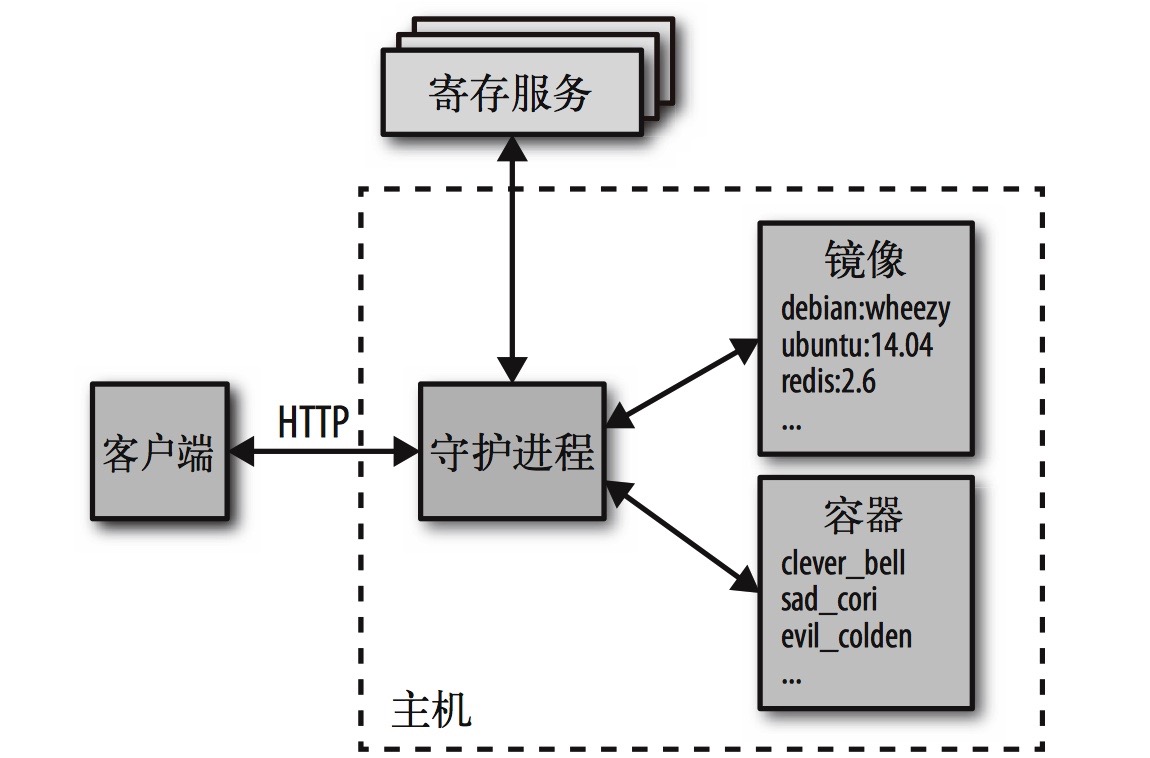 寄存服务
镜像
debian:wheezy
ubuntu:14.04
redis:2.6
...
HTTP
客户端
守护进程
容器
clever_bell
sad_cori
evil_colden
...
主机